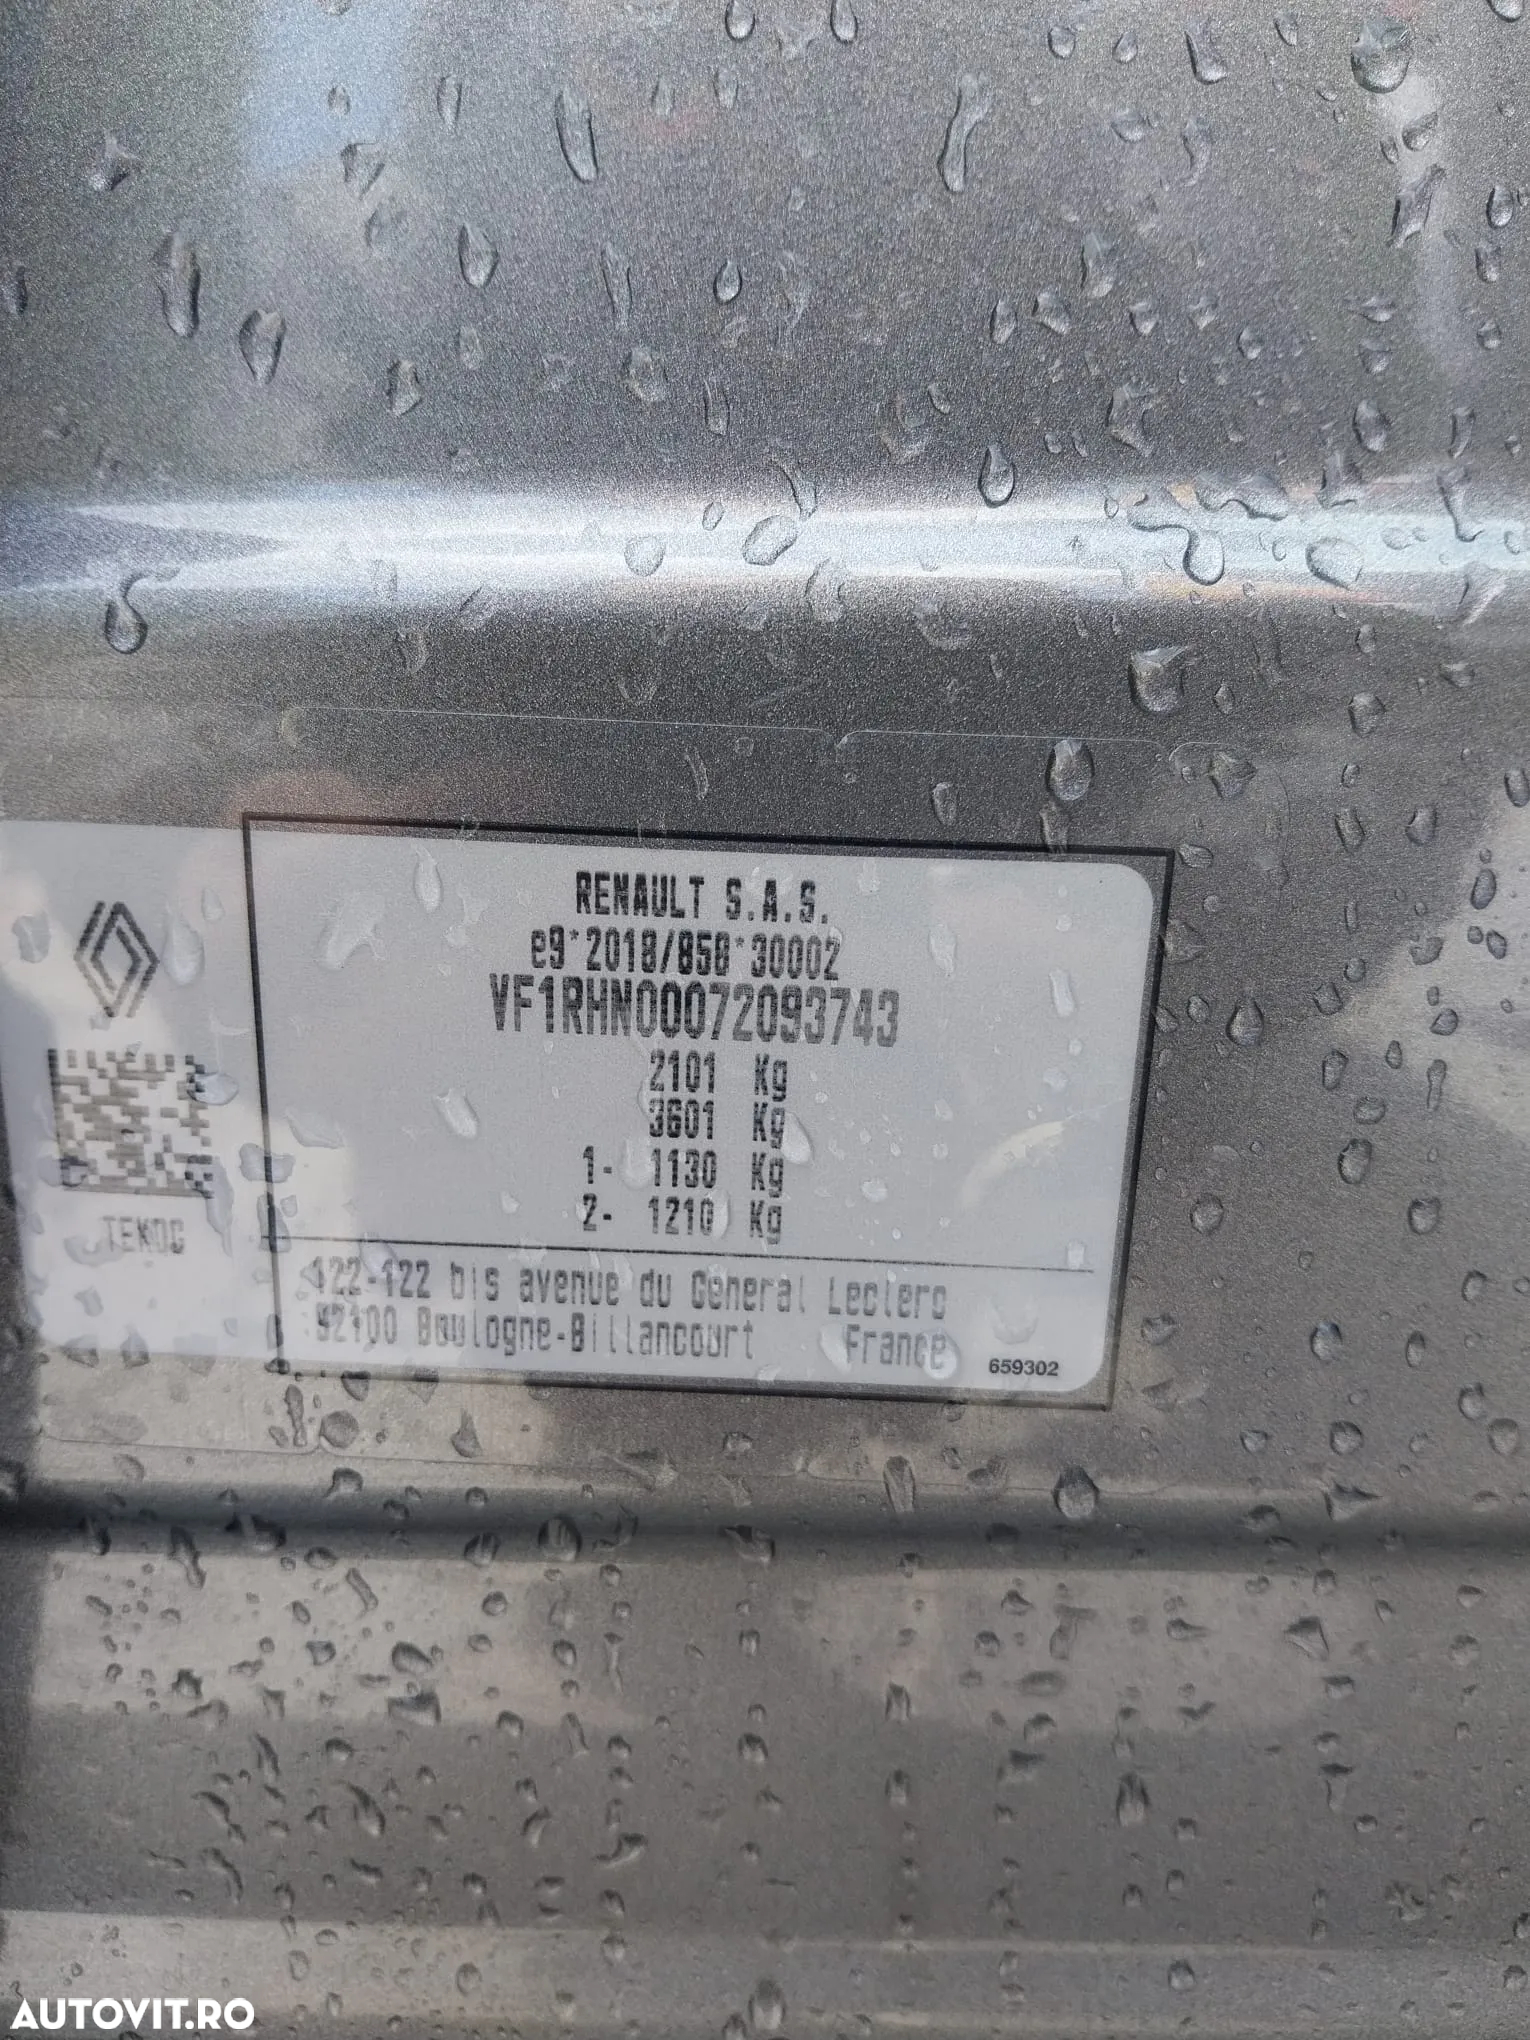 RENAULT S.A.S.
e9*2018/858*30002
VF1RHN00072093743
2101 Kg
3601 Kg
1- 1130 Kg
2- 1210 Kg
TEKQG
122-122 bis avenue du General Leclerc
92100 Boulogne-Billancourt France
659302
AUTOVIT.RO